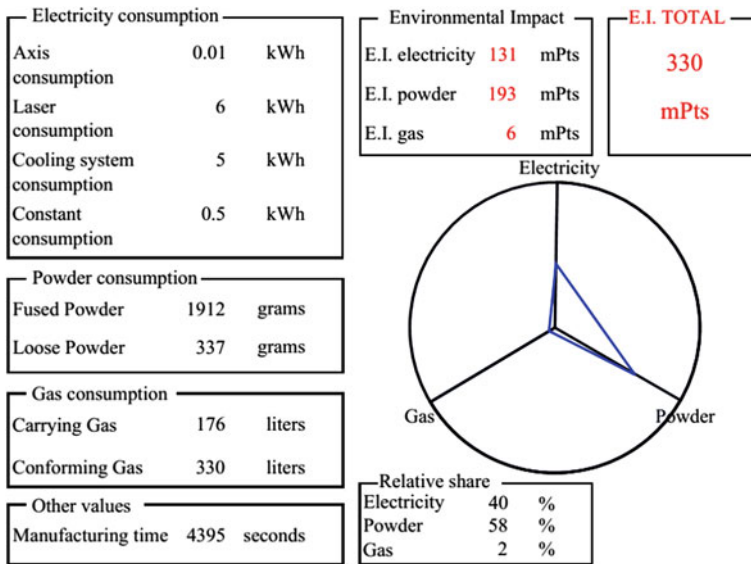 Electricity consumption
Axis 0.01 kWh
consumption
Laser 6 kWh
consumption
Cooling system 5 kWh
consumption
Constant 0.5 kWh
consumption
Powder consumption
Fused Powder 1912 grams
Loose Powder 337 grams
Gas consumption
Carrying Gas 176 liters
Conforming Gas 330 liters
Other values
Manufacturing time 4395 seconds
Environmental Impact
E.I. electricity 131 mPts
E.I. powder 193 mPts
E.I. gas 6 mPts
E.I. TOTAL
330
mPts
Electricity
Gas
Powder
Relative share
Electricity 40 %
Powder 58 %
Gas 2 %